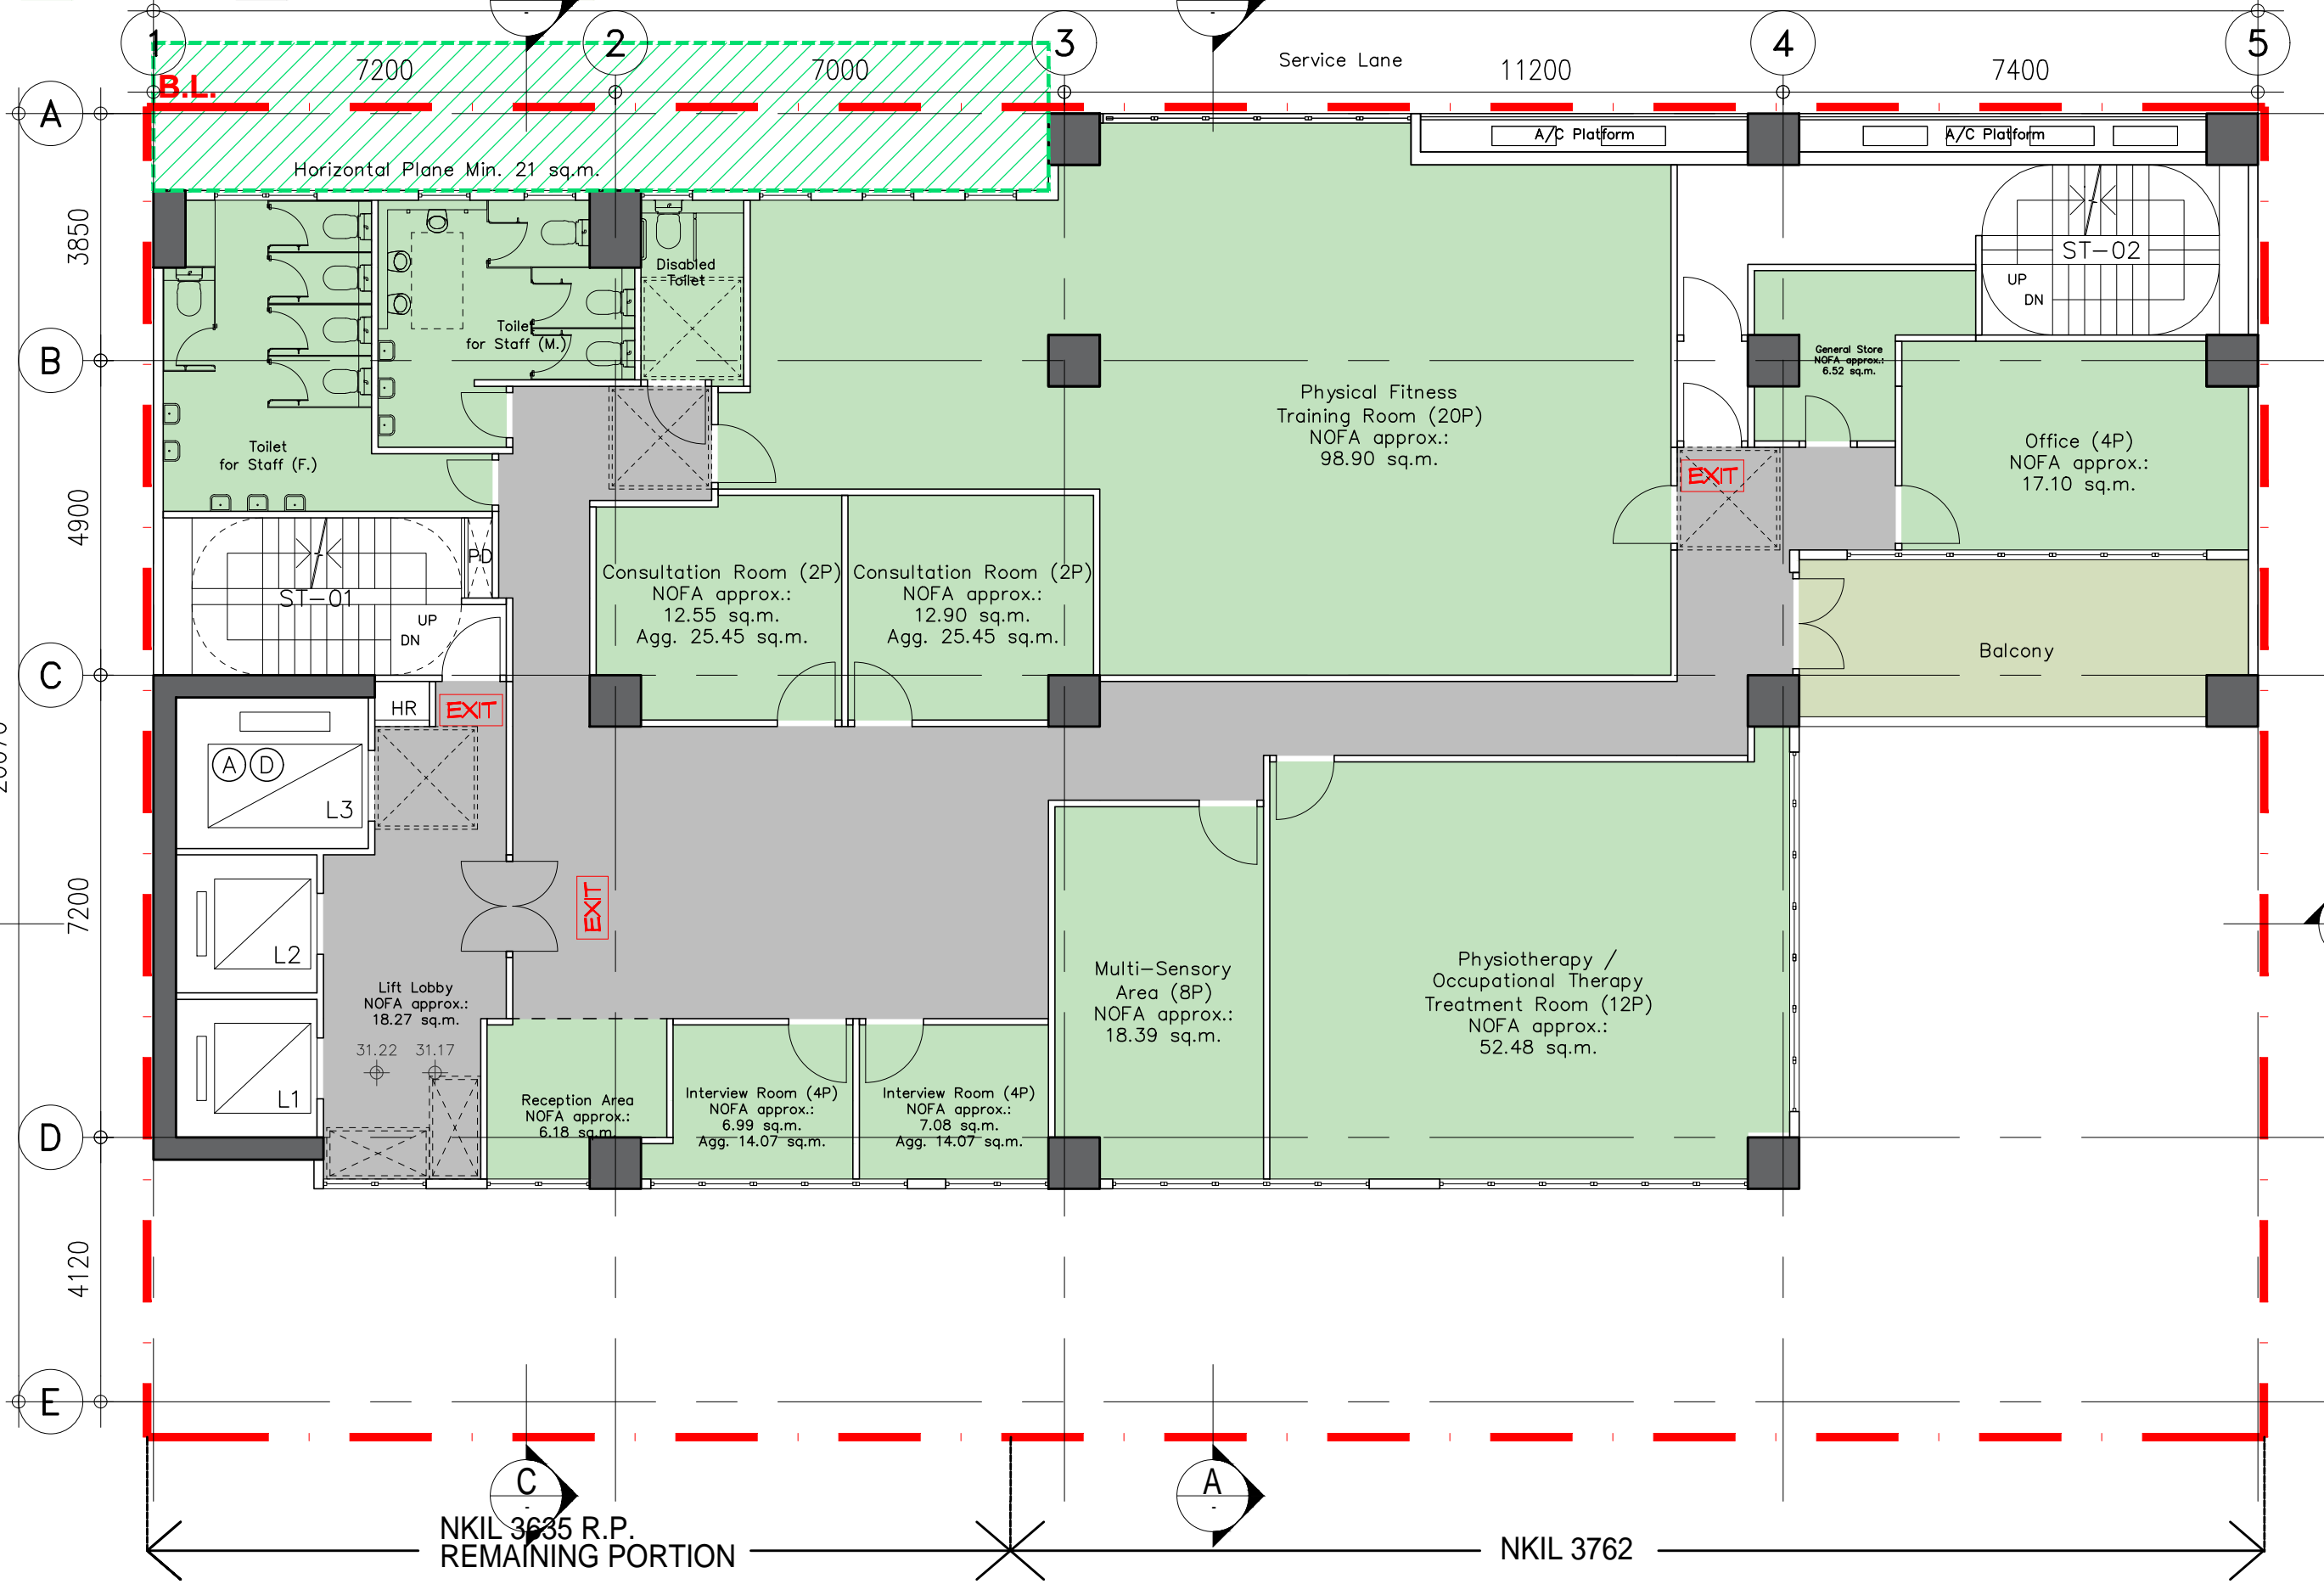 -
-
1
2
3
4
5
7200
7000
Service Lane
11200
7400
B.L.
A
A/C Platform
A/C Platform
Horizontal Plane Min. 21 sq.m.
3850
Disabled
Toilet
ST-02
UP
DN
Toilet
for Staff (M.)
B
General Store
NOFA approx.:
6.52 sq.m.
Physical Fitness
Training Room (20P)
NOFA approx.:
98.90 sq.m.
Toilet
for Staff (F.)
Office (4P)
NOFA approx.:
17.10 sq.m.
EXIT
4900
PD
ST-01
UP
DN
Consultation Room (2P)
NOFA approx.:
12.55 sq.m.
Agg. 25.45 sq.m.
Consultation Room (2P)
NOFA approx.:
12.90 sq.m.
Agg. 25.45 sq.m.
Balcony
C
HR
EXIT
A
D
L3
7200
EXIT
L2
Lift Lobby
NOFA approx.:
18.27 sq.m.
31.22
31.17
L1
Multi-Sensory
Area (8P)
NOFA approx.:
18.39 sq.m.
Physiotherapy /
Occupational Therapy
Treatment Room (12P)
NOFA approx.:
52.48 sq.m.
Reception Area
NOFA approx.:
6.18 sq.m.
Interview Room (4P)
NOFA approx.:
6.99 sq.m.
Agg. 14.07 sq.m.
Interview Room (4P)
NOFA approx.:
7.08 sq.m.
Agg. 14.07 sq.m.
D
4120
E
C
-
A
-
NKIL 3635 R.P.
REMAINING PORTION
NKIL 3762